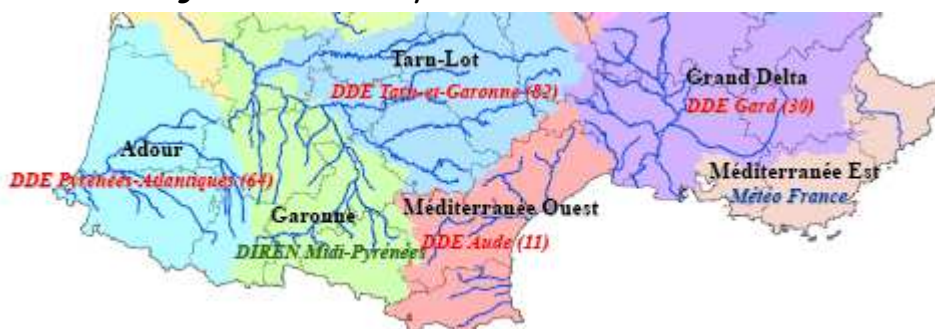 Tarn-Lot
DDE Tarn-et-Garonne (82)
Grand Delta
DDE Gard (30)
Adour
DDE Pyrénées-Atlantiques (64)
Méditerranée Est
Météo France
Garonne
DIREN Midi-Pyrénées
Méditerranée Ouest
DDE Aude (11)